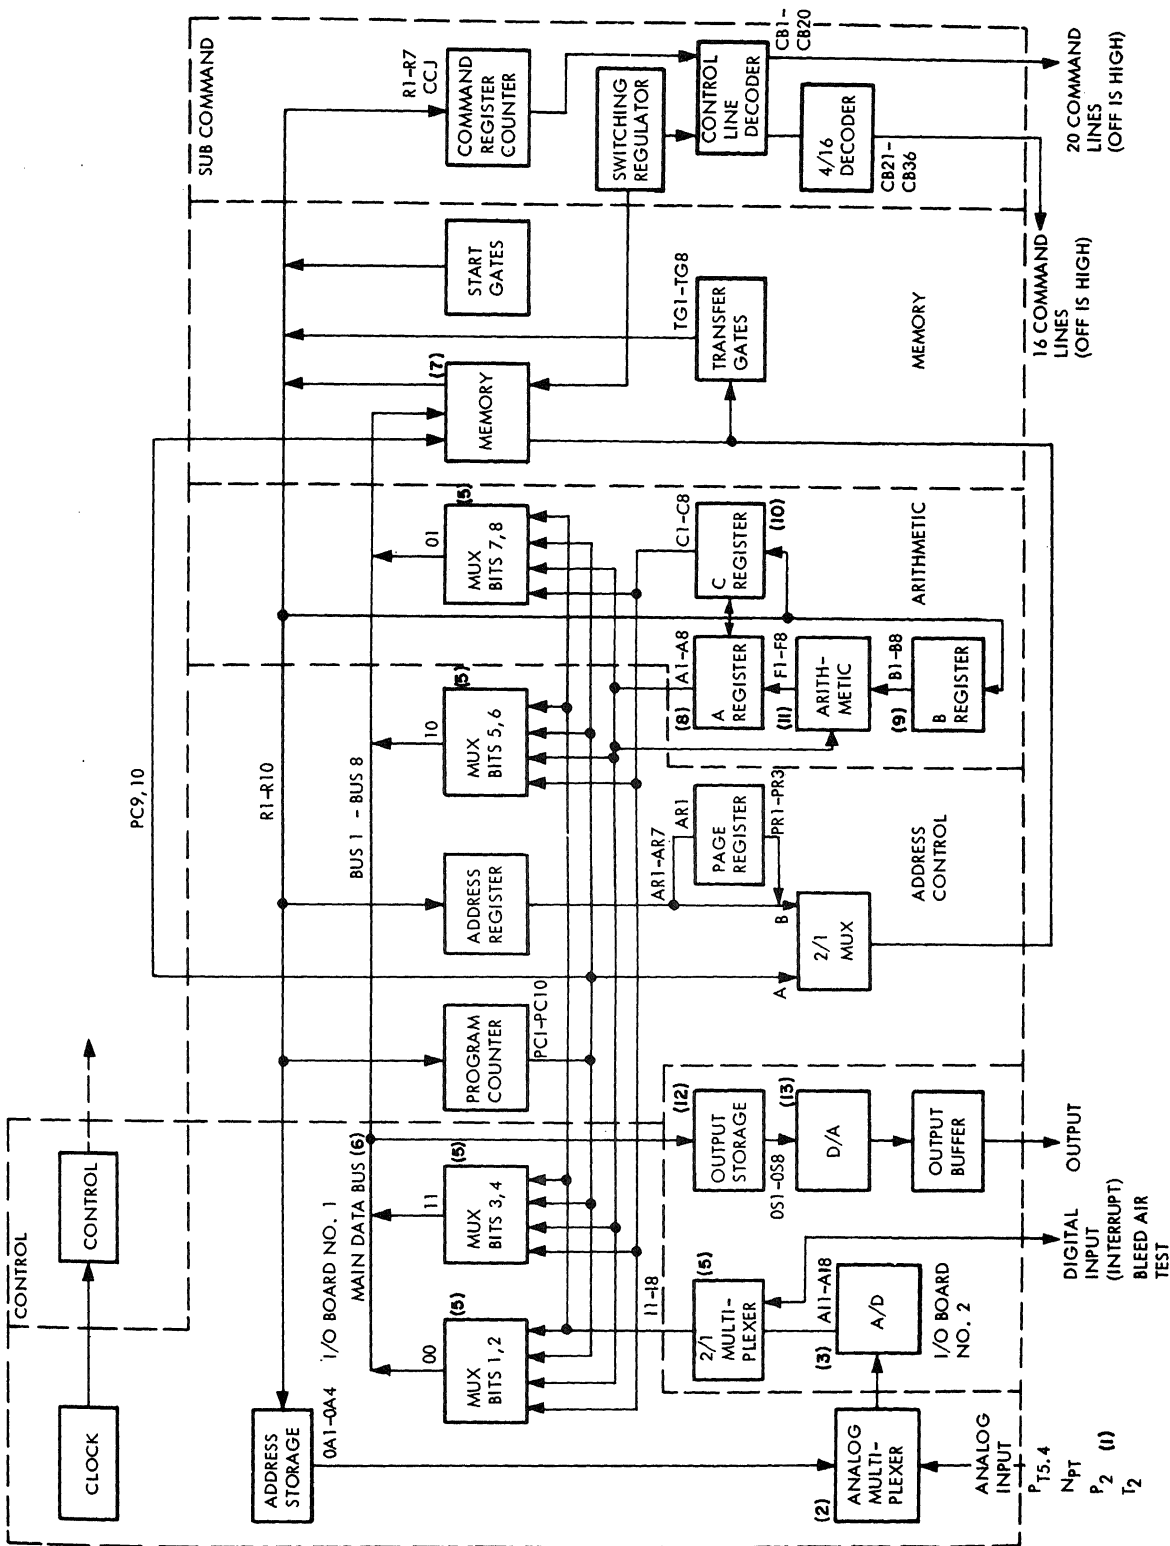 CONTROL
CLOCK
CONTROL
SUB COMMAND
R1-R7
CCJ
COMMAND
REGISTER
COUNTER
SWITCHING
REGULATOR
CONTROL
LINE
DECODER
CB1-
CB20
4/16
DECODER
CB21-
CB36
20 COMMAND
LINES
(OFF IS HIGH)
16 COMMAND
LINES
(OFF IS HIGH)
START
GATES
(7)
MEMORY
TG1-TG8
TRANSFER
GATES
MEMORY
PC9,10
R1-R10
BUS 1 - BUS 8
(5)
01
MUX
BITS 7,8
C1-C8
C
REGISTER
(10)
ARITHMETIC
(5)
10
MUX
BITS 5,6
A1-A8
(8)
A
REGISTER
F1-F8
(11)
ARITH-
METIC
B1-B8
(9)
B
REGISTER
ADDRESS
REGISTER
AR1-AR7
AR1
PAGE
REGISTER
PR1-PR3
B
A
2/1
MUX
ADDRESS
CONTROL
PROGRAM
COUNTER
PC1-PC10
ADDRESS
STORAGE
0A1-0A4
I/O BOARD NO. 1
MAIN DATA BUS (6)
(5)
11
MUX
BITS 3,4
(5)
00
MUX
BITS 1,2
I1-I8
(12)
OUTPUT
STORAGE
0S1-0S8
(13)
D/A
OUTPUT
BUFFER
OUTPUT
(5)
2/1
MULTI-
PLEXER
AI1-AI8
(3)
A/D
I/O BOARD
NO. 2
DIGITAL
INPUT
(INTERRUPT)
BLEED AIR
TEST
(2)
ANALOG
MULTI-
PLEXER
ANALOG
INPUT
PT5.4
NPT
P2 (1)
T2